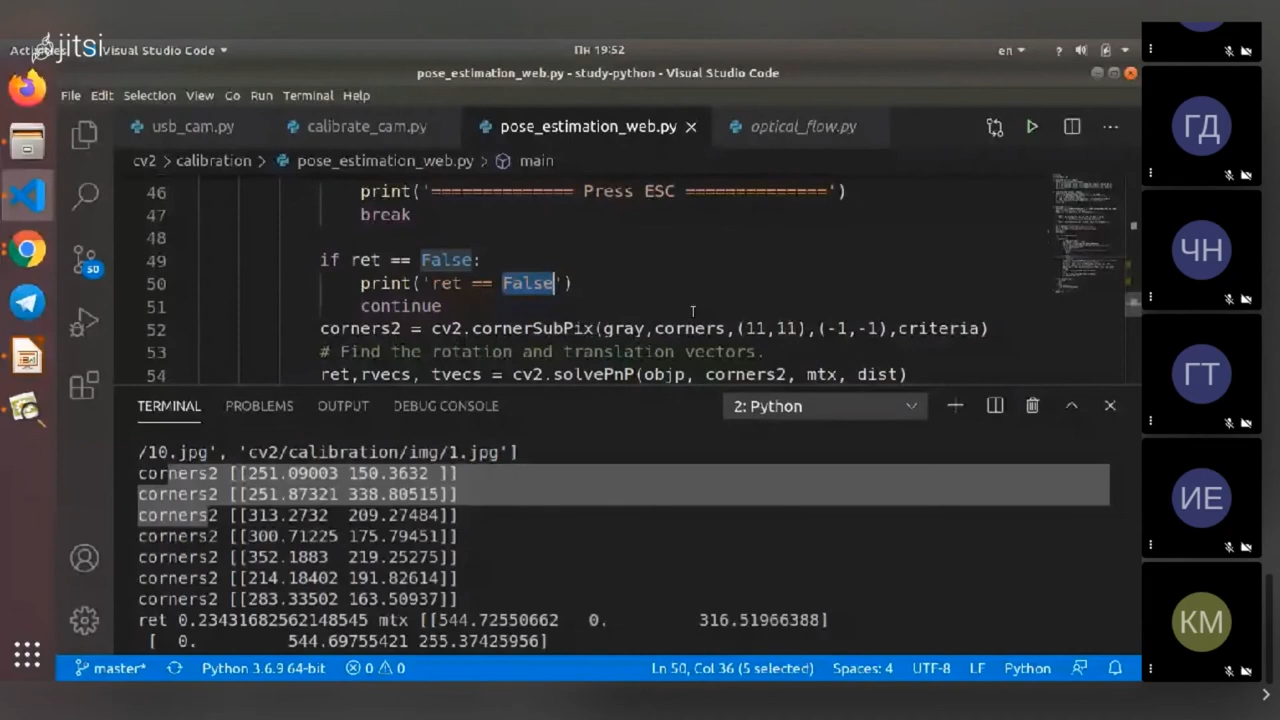 jitsi
Visual Studio Code
Пн 19:52
en
pose_estimation_web.py - study-python - Visual Studio Code
File Edit Selection View Go Run Terminal Help
usb_cam.py calibrate_cam.py pose_estimation_web.py optical_flow.py
cv2 > calibration > pose_estimation_web.py > main
46 print('============== Press ESC ==============')
47 break
48
49 if ret == False:
50 print('ret == False')
51 continue
52 corners2 = cv2.cornerSubPix(gray,corners,(11,11),(-1,-1),criteria)
53 # Find the rotation and translation vectors.
54 ret,rvecs, tvecs = cv2.solvePnP(objp, corners2, mtx, dist)
TERMINAL PROBLEMS OUTPUT DEBUG CONSOLE 2: Python
/10.jpg', 'cv2/calibration/img/1.jpg']
corners2 [[251.09003 150.3632 ]]
corners2 [[251.87321 338.80515]]
corners2 [[313.2732  209.27484]]
corners2 [[300.71225 175.79451]]
corners2 [[352.1883  219.25275]]
corners2 [[214.18402 191.82614]]
corners2 [[283.33502 163.50937]]
ret 0.23431682562148545 mtx [[544.72550662 0. 316.51966388]
[ 0. 544.69755421 255.37425956]
50
master* Python 3.6.9 64-bit 0 0 Ln 50, Col 36 (5 selected) Spaces: 4 UTF-8 LF Python
ГД
ЧН
ГТ
ИЕ
КМ